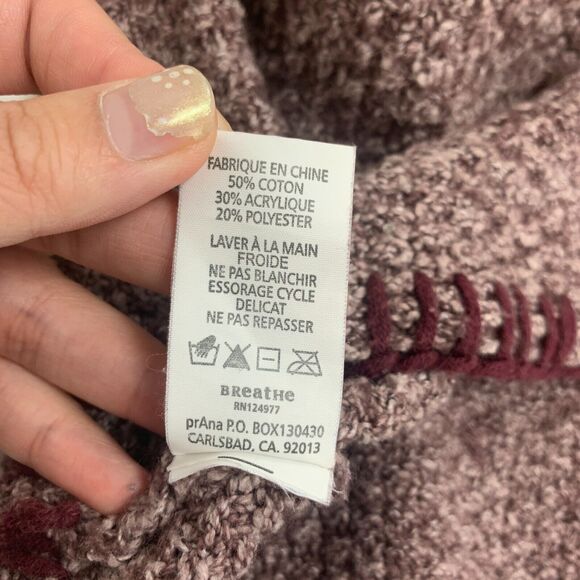 FABRIQUE EN CHINE
50% COTON
30% ACRYLIQUE
20% POLYESTER
LAVER À LA MAIN
FROIDE
NE PAS BLANCHIR
ESSORAGE CYCLE
DELICAT
NE PAS REPASSER
BReatHe
RN124977
prAna P.O. BOX130430
CARLSBAD, CA. 92013